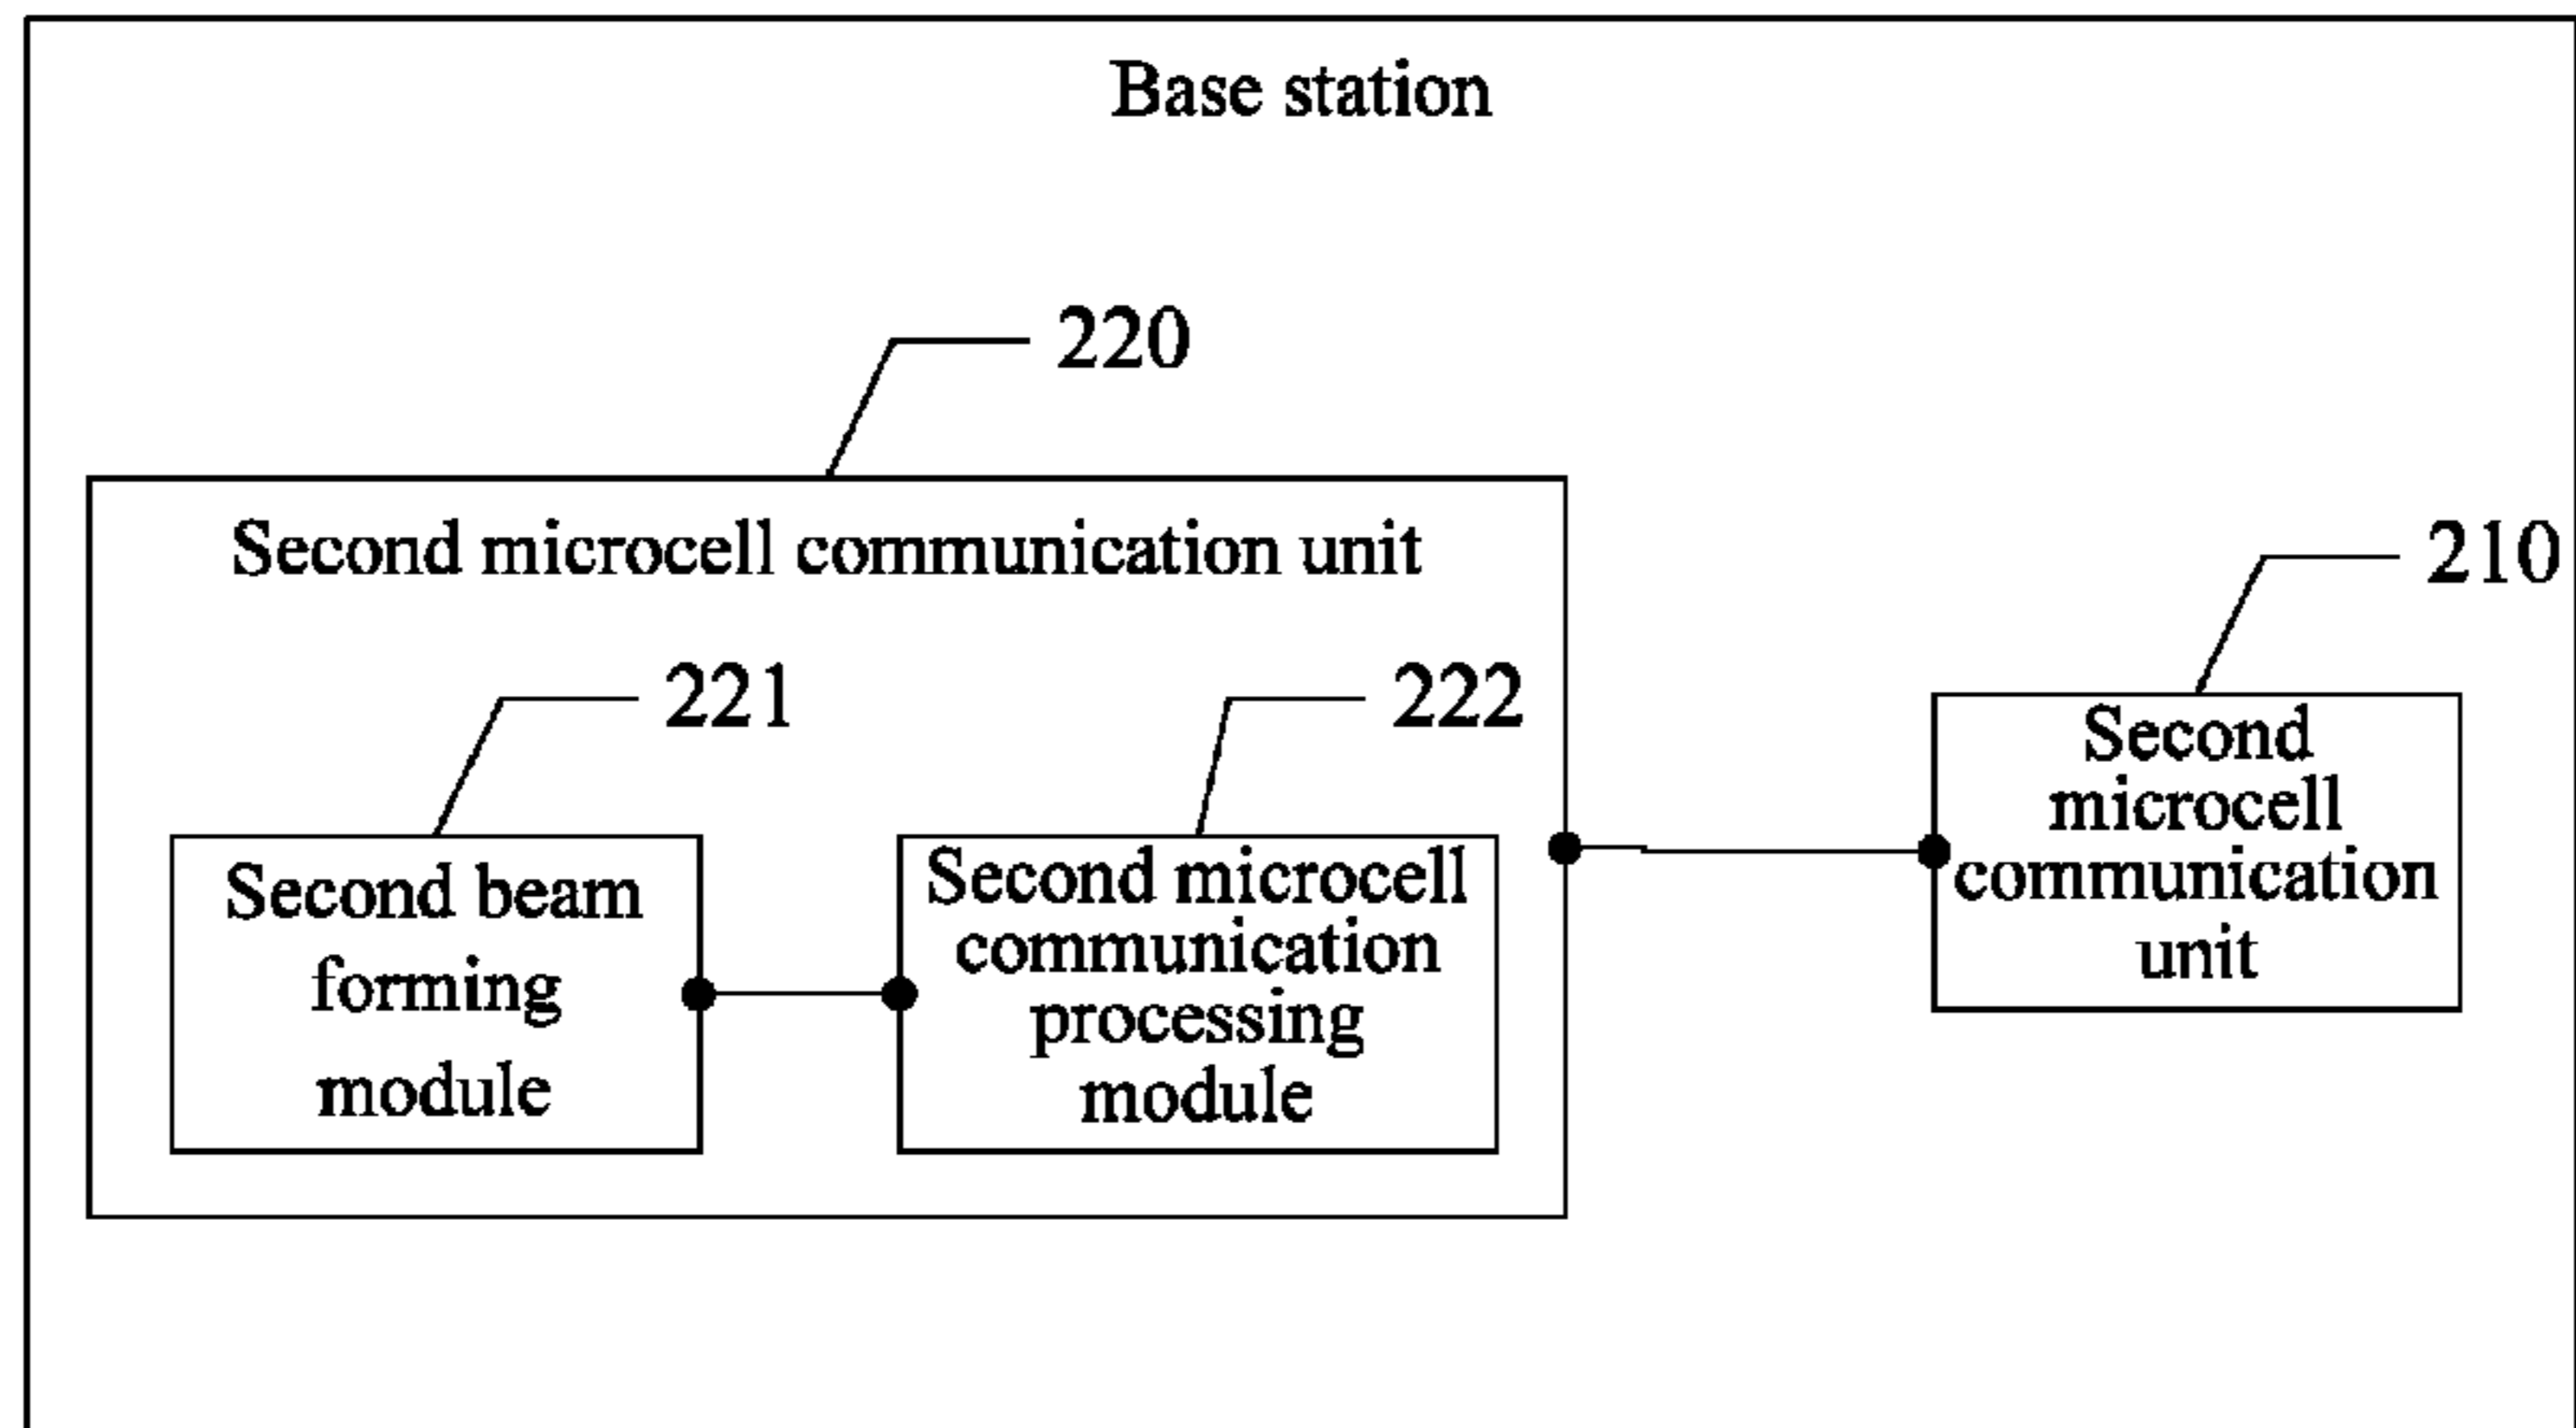 Base station
220
Second microcell communication unit
210
221
222
Second beam
forming
module
Second microcell
communication
processing
module
Second
microcell
communication
unit